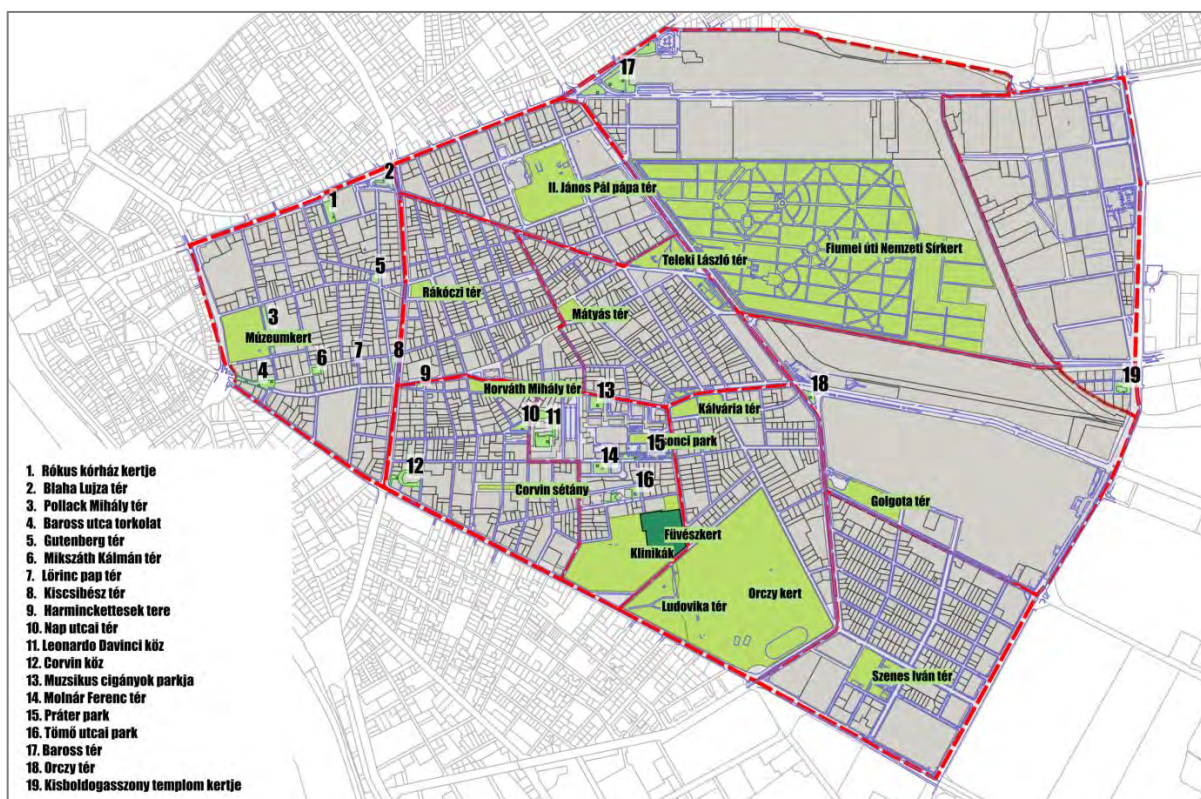 17
2
II. János Pál pápa tér
1
Fiumei úti Nemzeti Sírkert
Teleki László tér
5
Rákóczi tér
Mátyás tér
3
Múzeumkert
6
7
8
4
9
Horváth Mihály tér
13
18
19
Kálvária tér
10
11
15
onci park
14
12
Corvin sétány
16
Golgota tér
Füvészkert
Klinikák
Orczy kert
Ludovika tér
Szenes Iván tér
1. Rókus kórház kertje
2. Blaha Lujza tér
3. Pollack Mihály tér
4. Baross utca torkolat
5. Gutenberg tér
6. Mikszáth Kálmán tér
7. Lőrinc pap tér
8. Kiscsibész tér
9. Harminckettesek tere
10. Nap utcai tér
11. Leonardo Davinci köz
12. Corvin köz
13. Muzsikus cigányok parkja
14. Molnár Ferenc tér
15. Práter park
16. Tömő utcai park
17. Baross tér
18. Orczy tér
19. Kisboldogasszony templom kertje